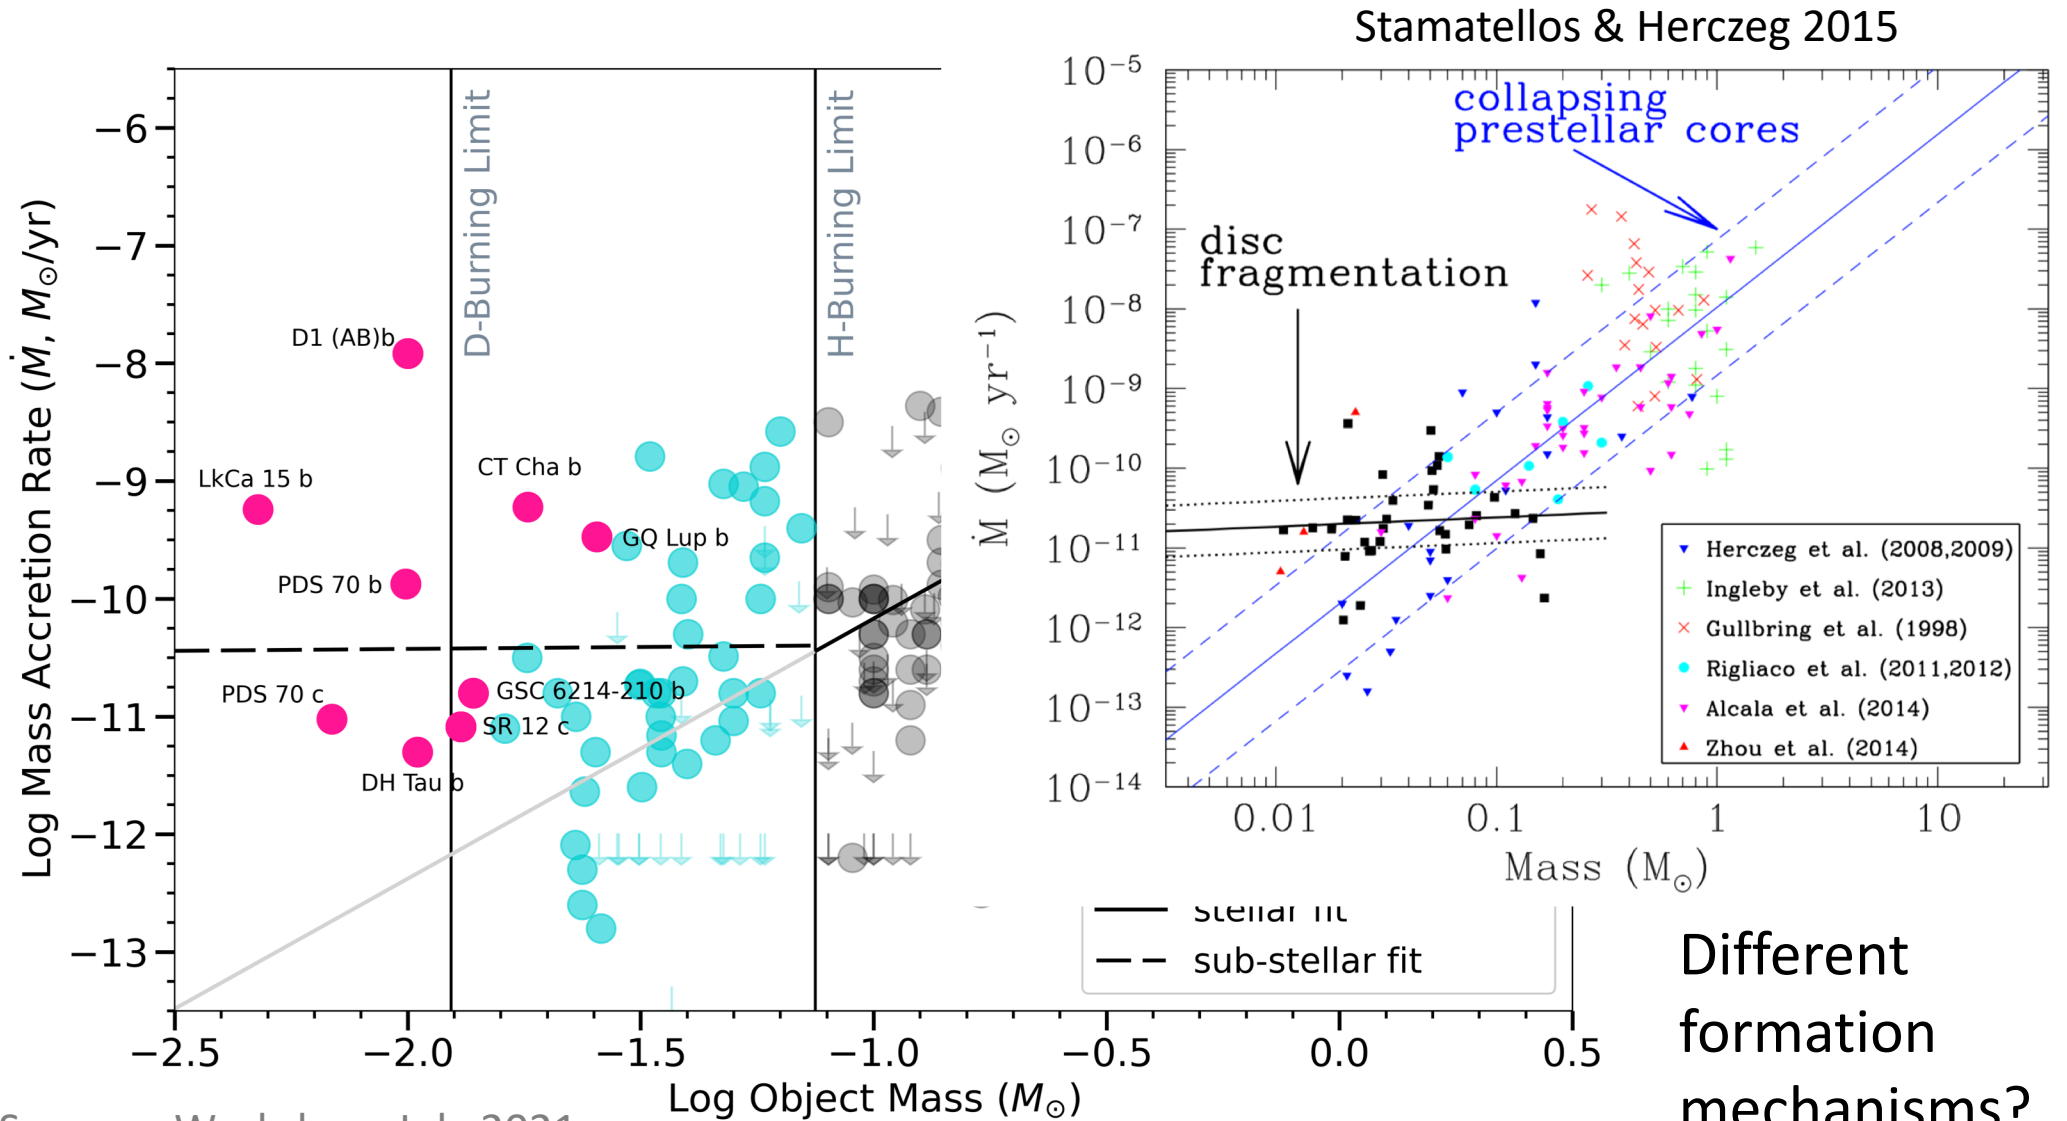 Stamatellos & Herczeg 2015
−6
−7
−8
−9
−10
−11
−12
−13
Log Mass Accretion Rate (Ṁ, M☉/yr)
D-Burning Limit
H-Burning Limit
D1 (AB)b
LkCa 15 b
CT Cha b
GQ Lup b
PDS 70 b
PDS 70 c
GSC 6214-210 b
SR 12 c
DH Tau b
−2.5
−2.0
−1.5
−1.0
−0.5
0.0
0.5
Log Object Mass (M☉)
stellar fit
sub-stellar fit
10⁻⁵
10⁻⁶
10⁻⁷
10⁻⁸
10⁻⁹
10⁻¹⁰
10⁻¹¹
10⁻¹²
10⁻¹³
10⁻¹⁴
Ṁ (M☉ yr⁻¹)
collapsing
prestellar cores
disc
fragmentation
Herczeg et al. (2008,2009)
Ingleby et al. (2013)
Gullbring et al. (1998)
Rigliaco et al. (2011,2012)
Alcala et al. (2014)
Zhou et al. (2014)
0.01
0.1
1
10
Mass (M☉)
Different
formation
mechanisms?